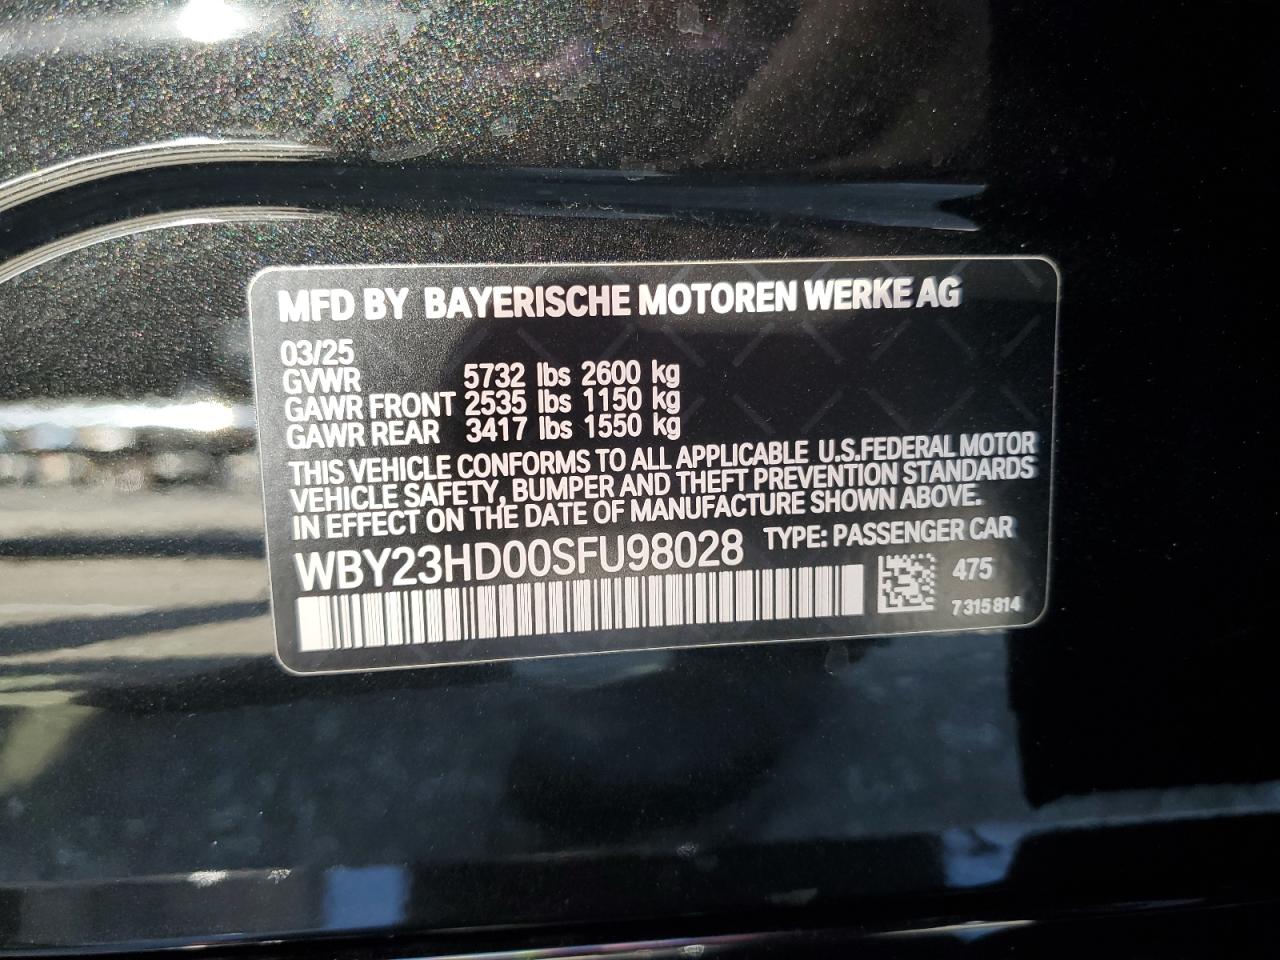 MFD BY BAYERISCHE MOTOREN WERKE AG
03/25
GVWR 5732 lbs 2600 kg
GAWR FRONT 2535 lbs 1150 kg
GAWR REAR 3417 lbs 1550 kg
THIS VEHICLE CONFORMS TO ALL APPLICABLE U.S.FEDERAL MOTOR
VEHICLE SAFETY, BUMPER AND THEFT PREVENTION STANDARDS
IN EFFECT ON THE DATE OF MANUFACTURE SHOWN ABOVE.
WBY23HD00SFU98028 TYPE: PASSENGER CAR
475
7315814